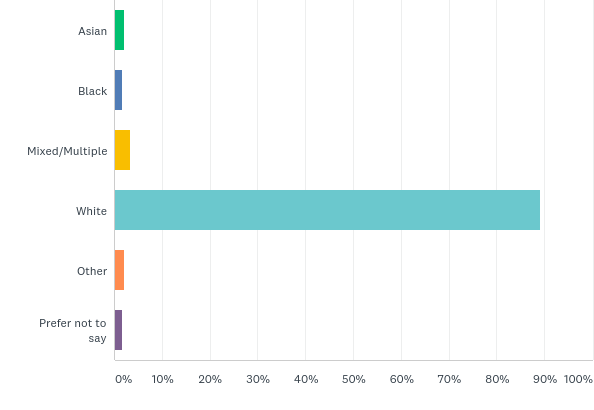 Asian
Black
Mixed/Multiple
White
Other
Prefer not to
say
0% 10% 20% 30% 40% 50% 60% 70% 80% 90% 100%